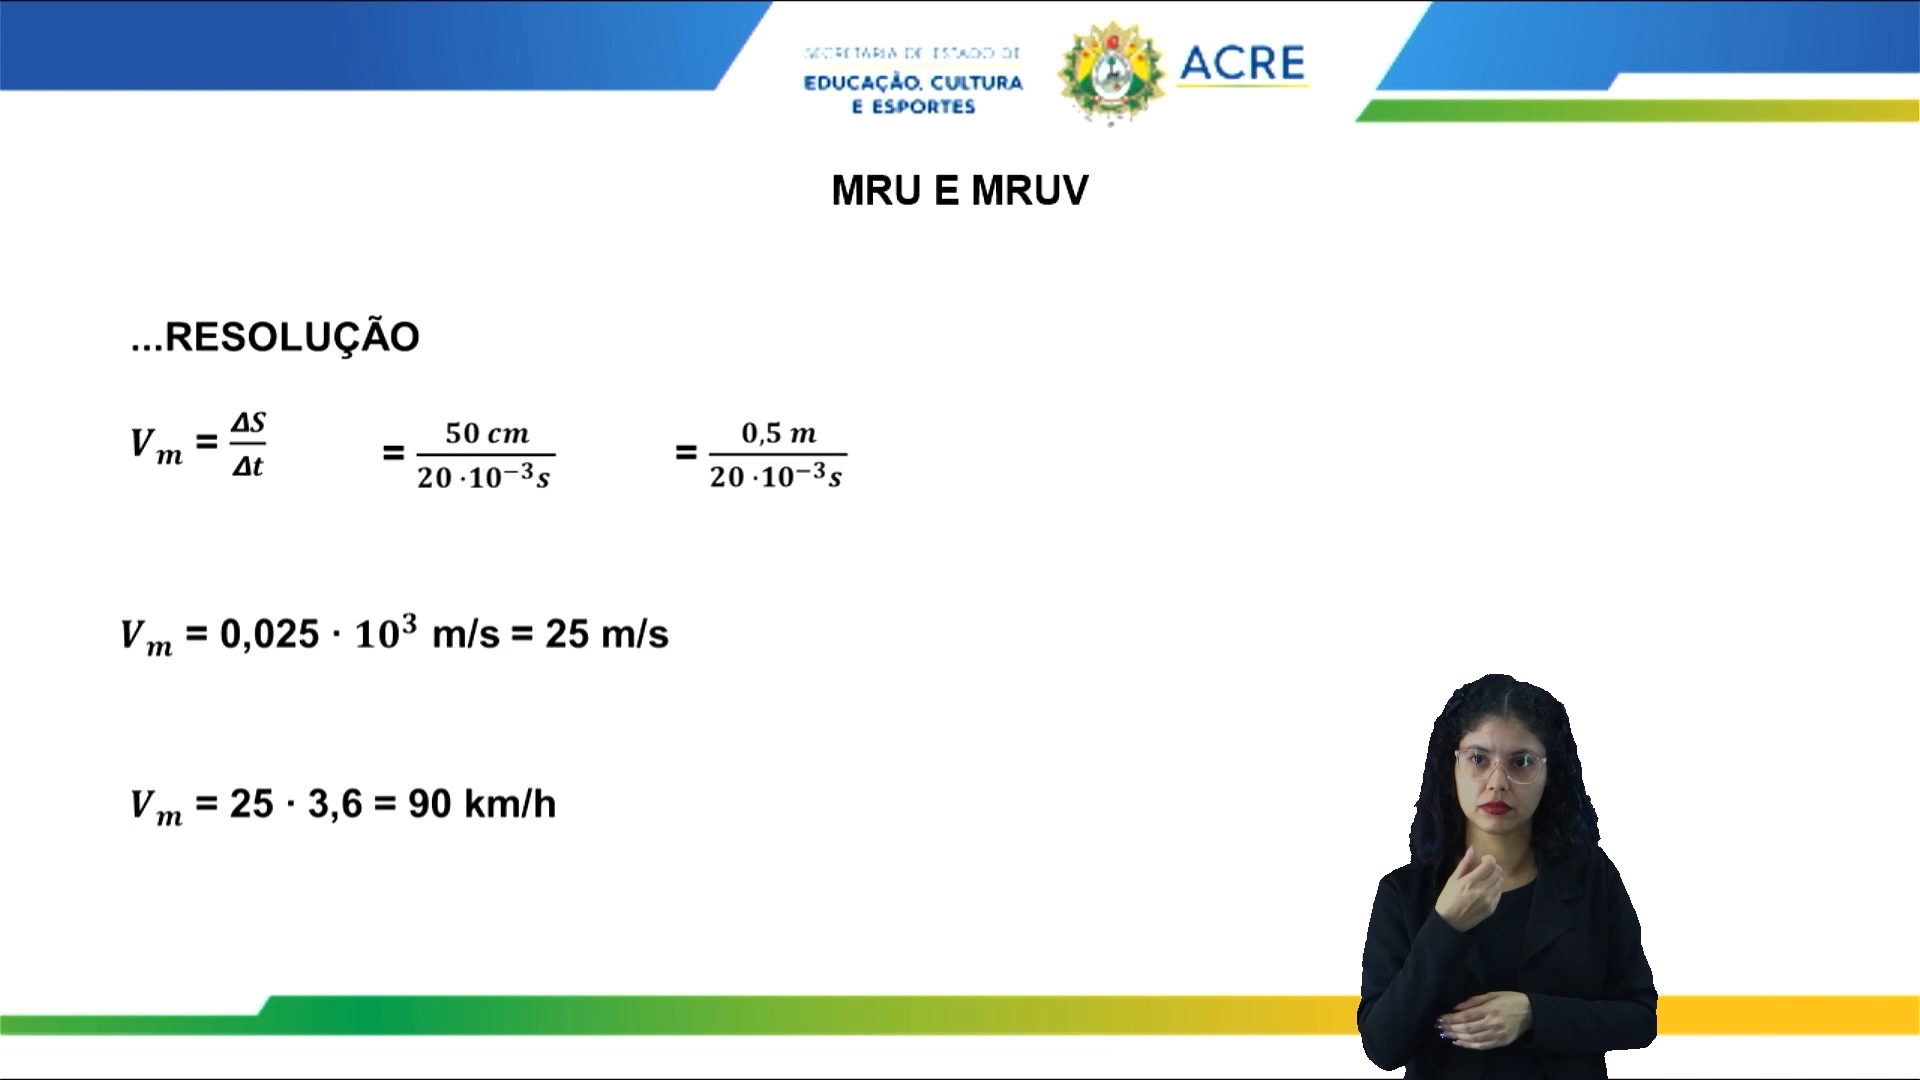 SECRETARIA DE ESTADO DE
EDUCAÇÃO, CULTURA
E ESPORTES
ACRE
MRU E MRUV
...RESOLUÇÃO
Vₘ = ΔS/Δt = 50 cm/20 ·10⁻³s = 0,5 m/20 ·10⁻³s
Vₘ = 0,025 · 10³ m/s = 25 m/s
Vₘ = 25 · 3,6 = 90 km/h